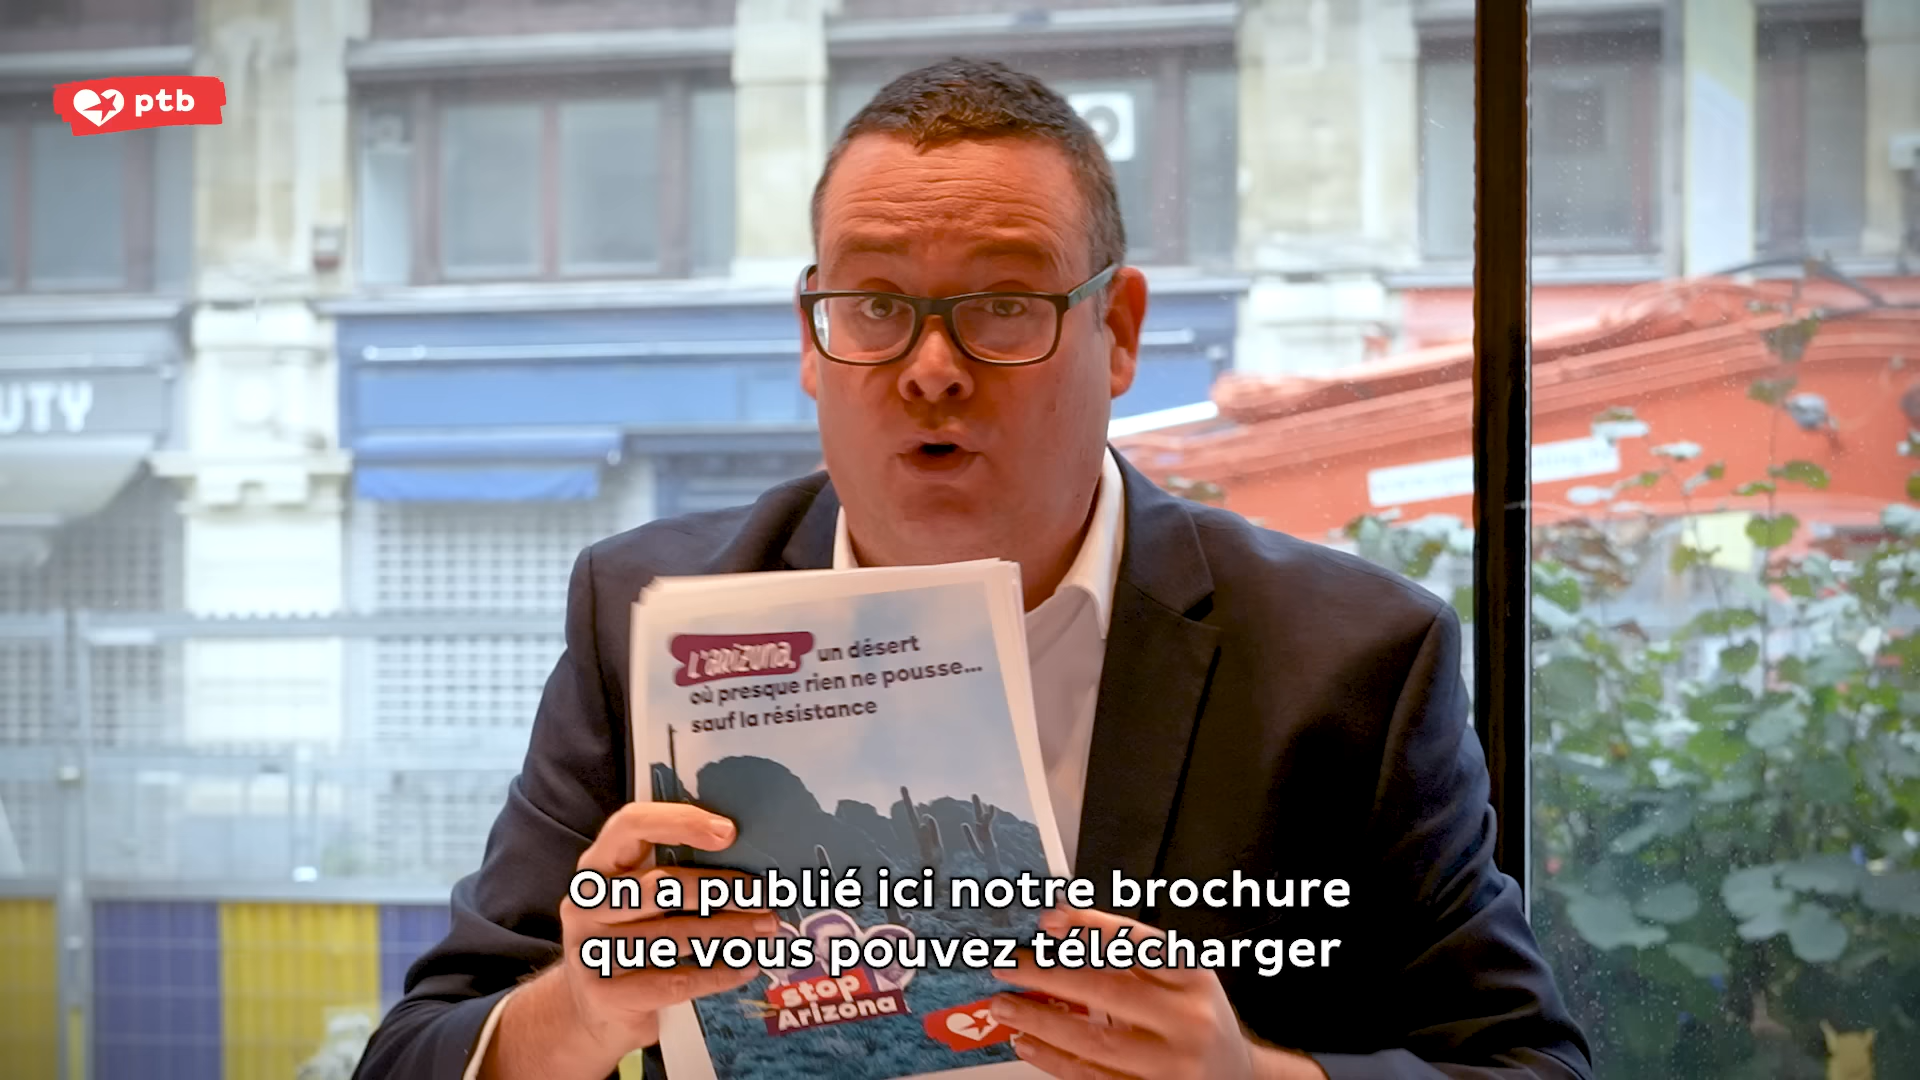 ptb
UTY
L'arizona, un désert
où presque rien ne pousse...
sauf la résistance
On a publié ici notre brochure
que vous pouvez télécharger
stop
Arizona